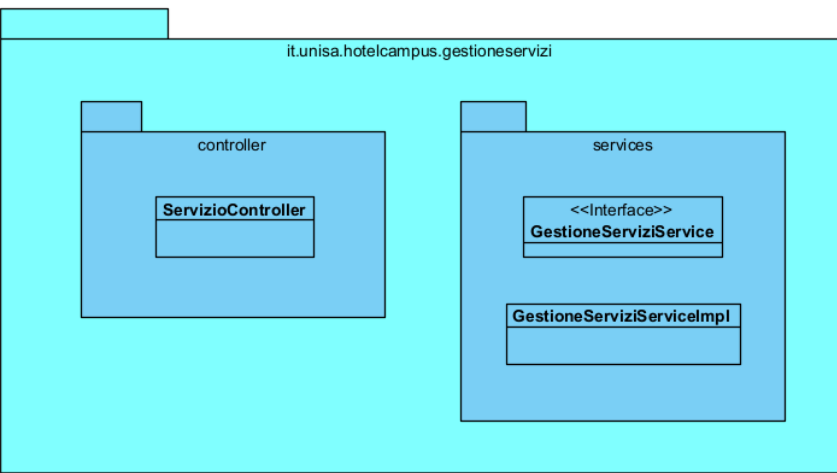 it.unisa.hotelcampus.gestioneservizi
controller
ServizioController
services
<<Interface>>
GestioneServiziService
GestioneServiziServiceImpl